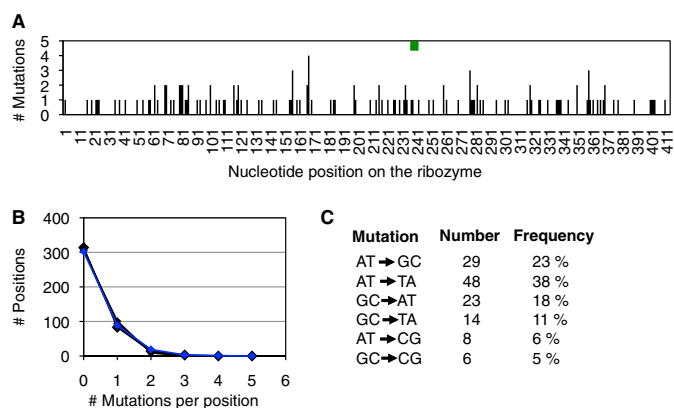 A
# Mutations
5
4
3
2
1
0
1 11 21 31 41 51 61 71 81 91 101 111 121 131 141 151 161 171 181 191 201 211 221 231 241 251 261 271 281 291 301 311 321 331 341 351 361 371 381 391 401 411
Nucleotide position on the ribozyme
B
# Positions
400
300
200
100
0
0 1 2 3 4 5 6
# Mutations per position
C
Mutation Number Frequency
AT➔GC 29 23 %
AT➔TA 48 38 %
GC➔AT 23 18 %
GC➔TA 14 11 %
AT➔CG 8 6 %
GC➔CG 6 5 %